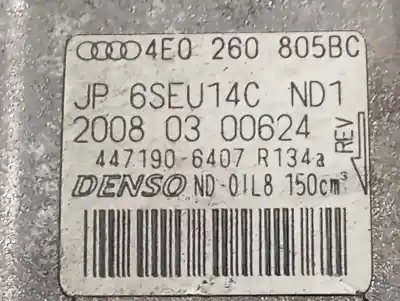 4E0 260 805BC
JP 6SEU14C ND1
2008 03 00624
447190-6407 R134a
REV
DENSO ND-OIL8 150cm³